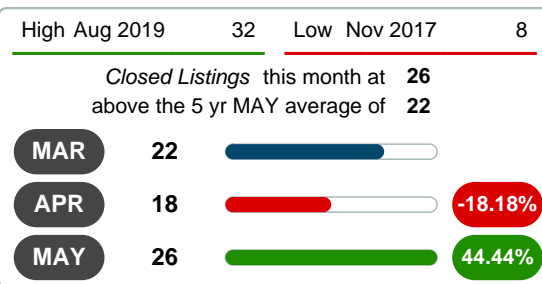 High Aug 2019 32 Low Nov 2017 8
Closed Listings this month at 26
above the 5 yr MAY average of 22
MAR 22
APR 18 -18.18%
MAY 26 44.44%